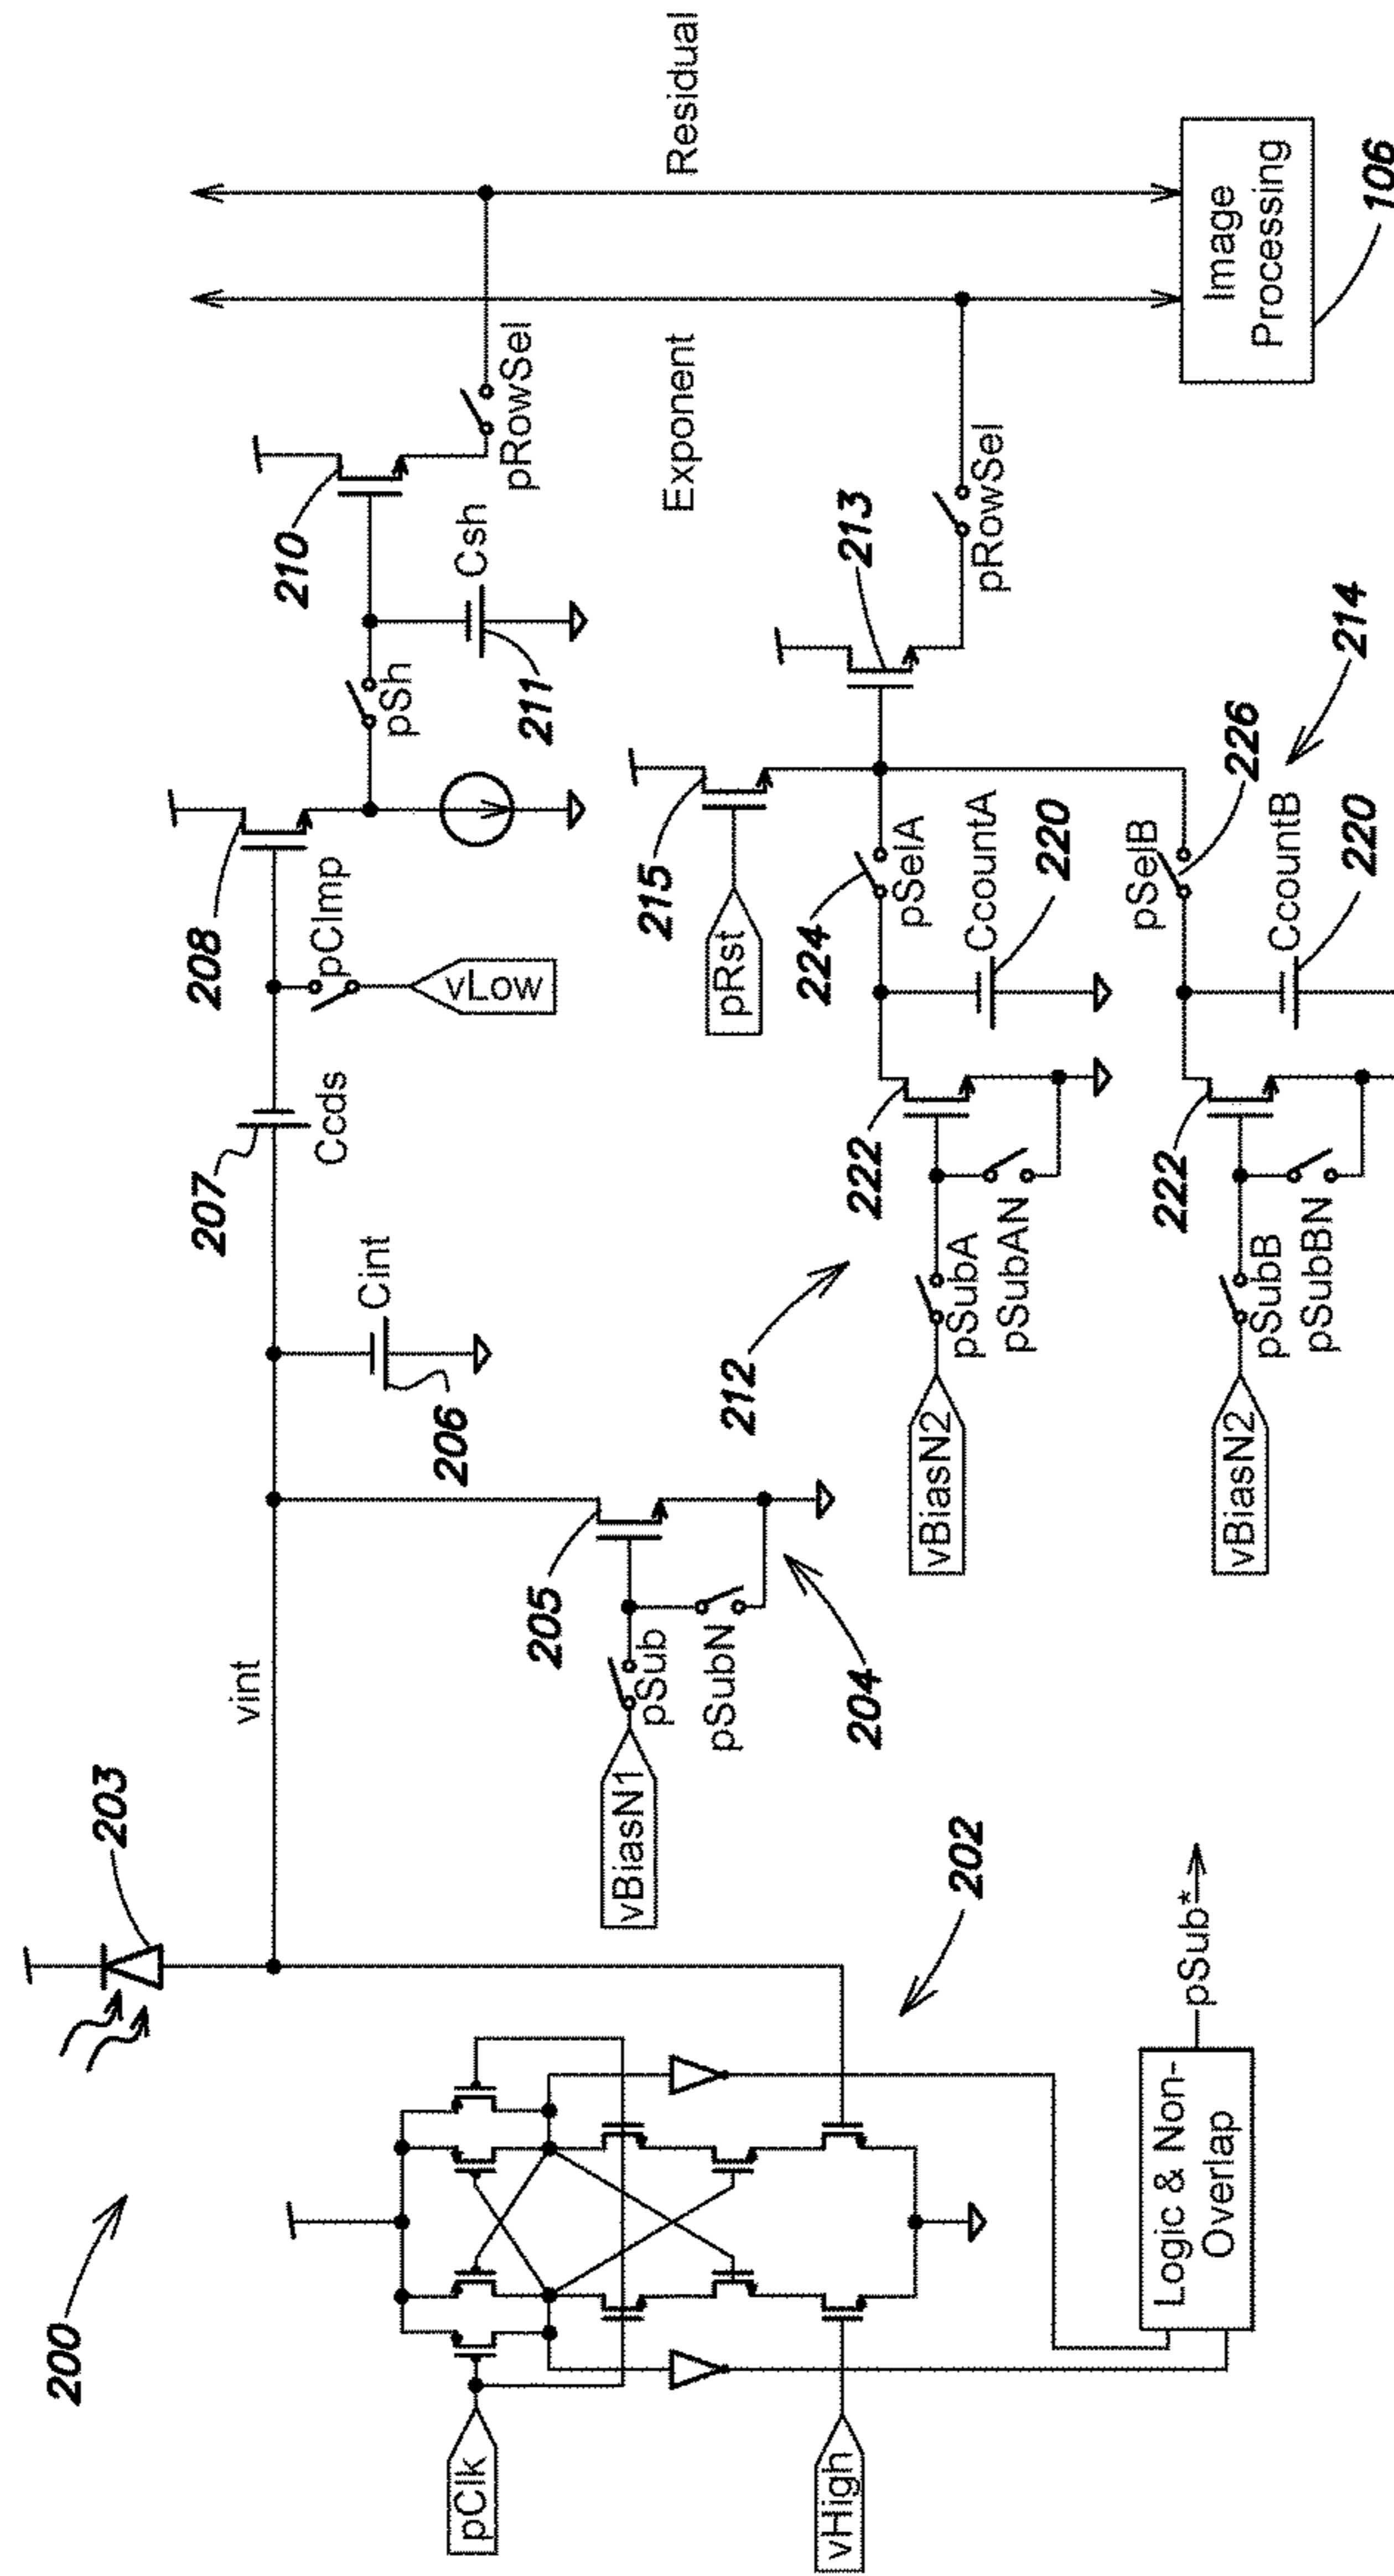 200
203
vint
207
Ccds
208
pClmp
vLow
pSh
210
Csh
211
pRowSel
Residual
Exponent
206
Cint
205
vBiasN1
pSub
pSubN
204
pClk
vHigh
202
Logic & Non-
Overlap
pSub*
212
215
pRst
224
pSelA
CcountA
220
222
vBiasN2
pSubA
pSubAN
213
pRowSel
214
226
pSelB
CcountB
220
222
vBiasN2
pSubB
pSubBN
Image
Processing
106